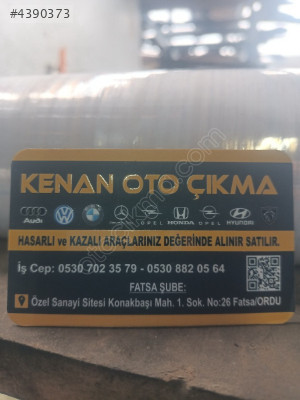 #4390373
KENAN OTO ÇIKMA
Audi OPEL HONDA OPEL HYUNDAI
HASARLI ve KAZALI ARAÇLARINIZ DEĞERİNDE ALINIR SATILIR.
İş Cep: 0530 702 35 79 - 0530 882 05 64
FATSA ŞUBE:
Özel Sanayi Sitesi Konakbaşı Mah. 1. Sok. No:26 Fatsa/ORDU